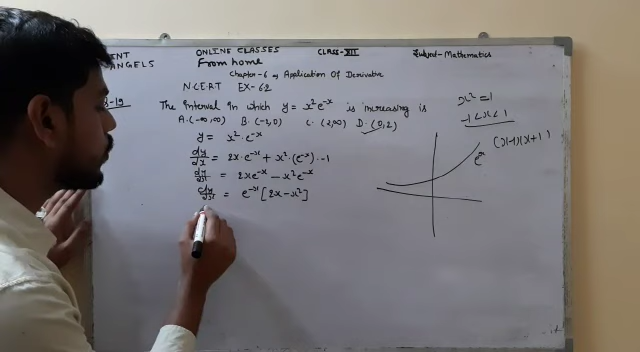 ENT ONLINE CLASSES CLASS-XII Subject-Mathematics
ANGELS From home
Chapter-6 Application Of Derivative
NCERT EX-6.2
-19 The Interval In which y = x²e⁻ˣ is increasing is
A.(-∞,∞) B.(-2,0) C.(2,∞) D.(0,2)
y = x².e⁻ˣ
dy/dx = 2x.e⁻ˣ + x².(e⁻ˣ).-1
dy/dx = 2xe⁻ˣ - x²e⁻ˣ
dy/dx = e⁻ˣ[2x-x²]
x²=1
-1<x<1
(x-1)(x+1)
eˣ